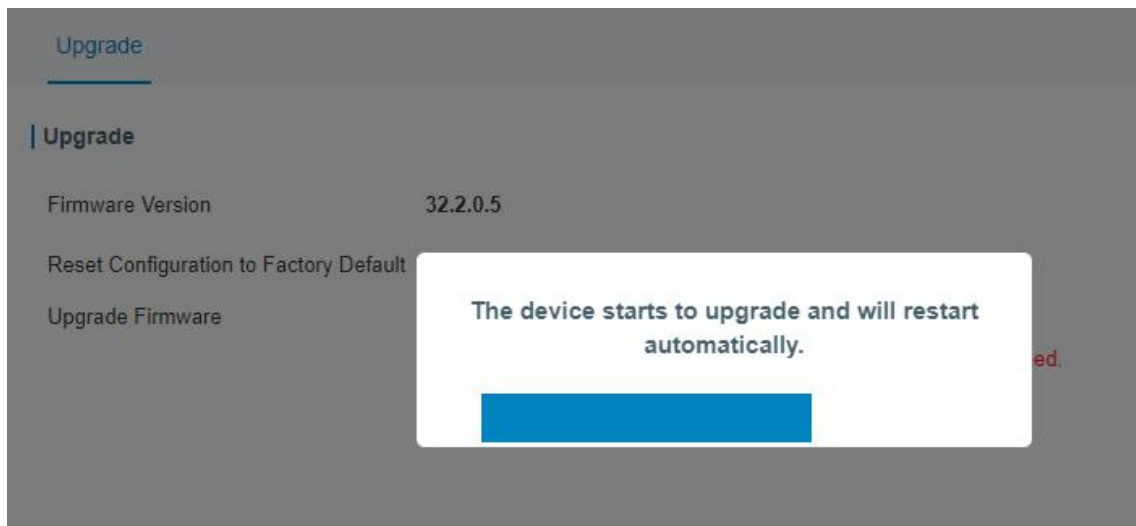 Upgrade
Upgrade
Firmware Version 32.2.0.5
Reset Configuration to Factory Default
Upgrade Firmware
The device starts to upgrade and will restart
automatically.
ed.